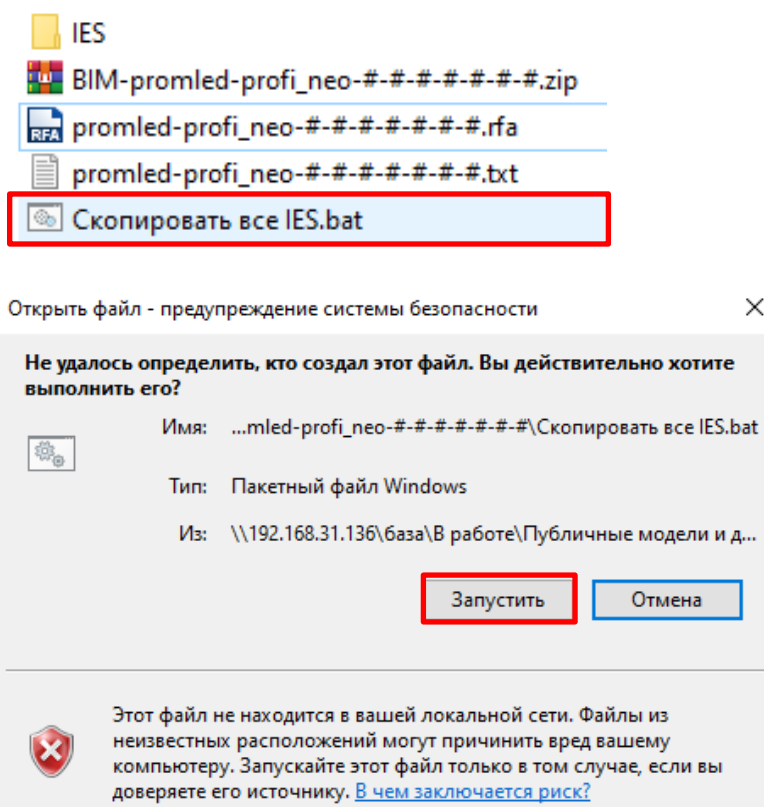 IES
BIM-promled-profi_neo-#-#-#-#-#-#-#.zip
RFA
promled-profi_neo-#-#-#-#-#-#-#.rfa
promled-profi_neo-#-#-#-#-#-#-#.txt
Скопировать все IES.bat
Открыть файл - предупреждение системы безопасности
Не удалось определить, кто создал этот файл. Вы действительно хотите
выполнить его?
Имя: ...mled-profi_neo-#-#-#-#-#-#-#\Скопировать все IES.bat
Тип: Пакетный файл Windows
Из: \\192.168.31.136\база\В работе\Публичные модели и д...
Запустить Отмена
Этот файл не находится в вашей локальной сети. Файлы из
неизвестных расположений могут причинить вред вашему
компьютеру. Запускайте этот файл только в том случае, если вы
доверяете его источнику. В чем заключается риск?